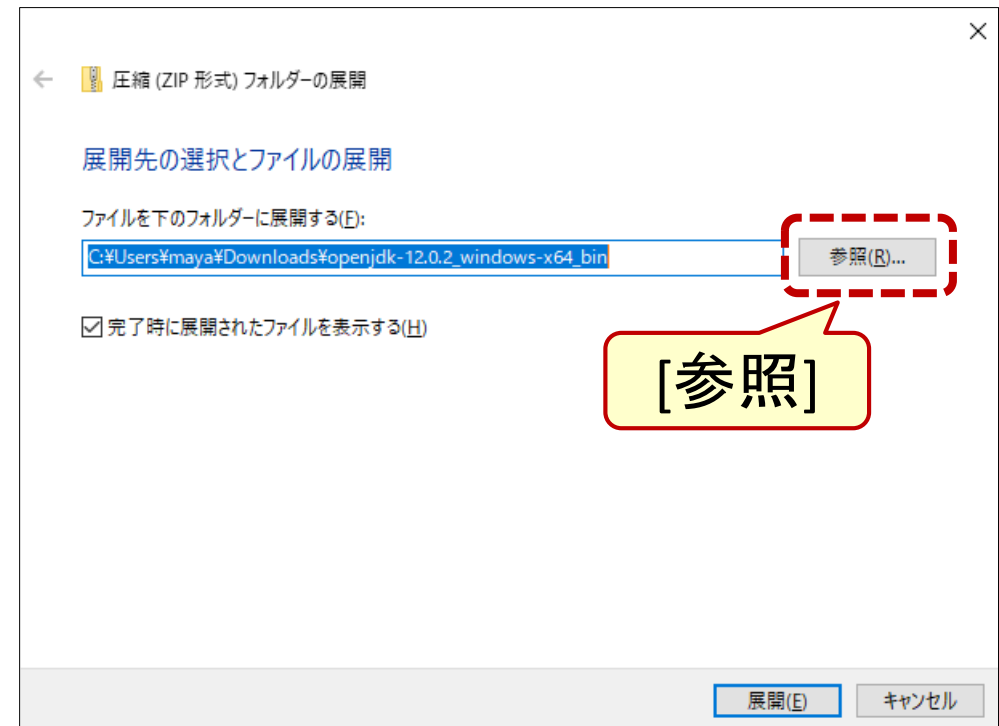 圧縮 (ZIP 形式) フォルダーの展開
展開先の選択とファイルの展開
ファイルを下のフォルダーに展開する(F):
C:¥Users¥maya¥Downloads¥openjdk-12.0.2_windows-x64_bin 参照(R)...
完了時に展開されたファイルを表示する(H)
[参照]
展開(E) キャンセル